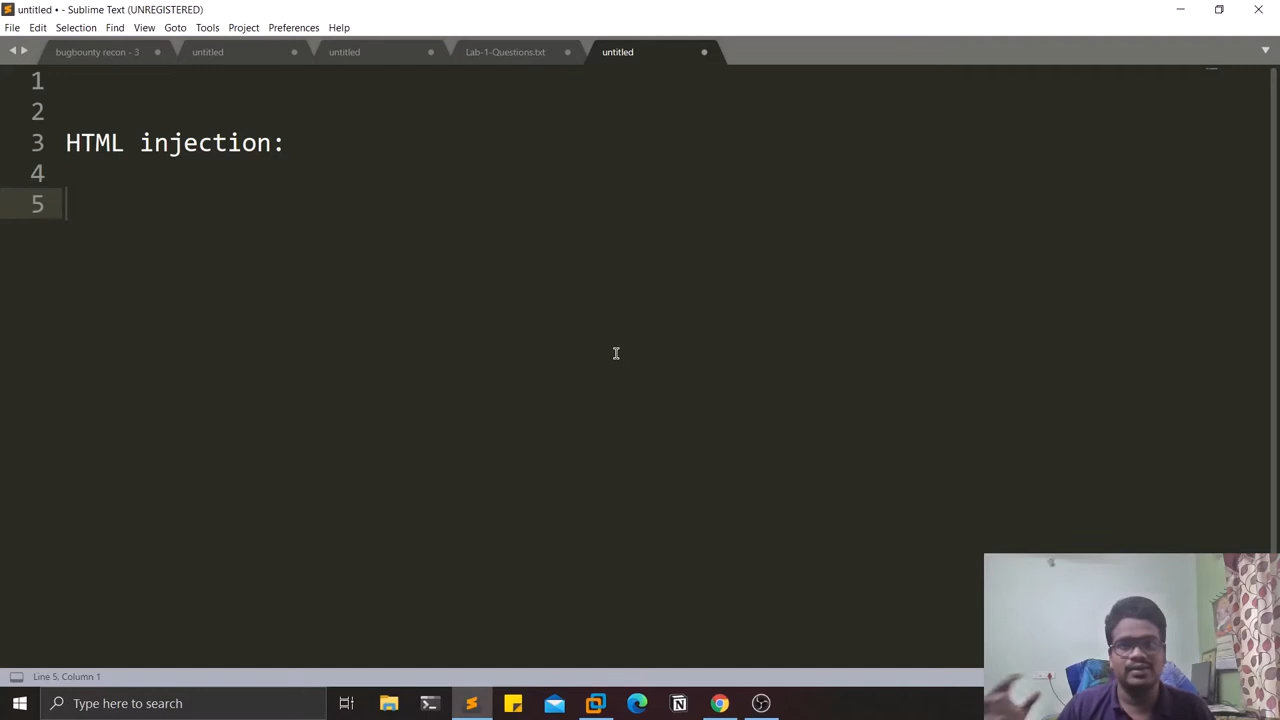 untitled • - Sublime Text (UNREGISTERED)
File Edit Selection Find View Goto Tools Project Preferences Help
bugbounty recon - 3 untitled untitled Lab-1-Questions.txt untitled
1
2
3 HTML injection:
4
5
Line 5, Column 1
Type here to search